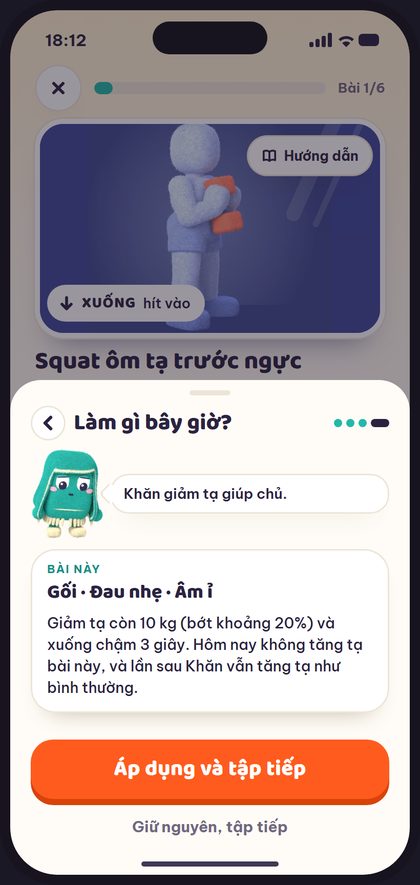 18:12
Bài 1/6
Hướng dẫn
XUỐNG hít vào
Squat ôm tạ trước ngực
Làm gì bây giờ?
Khăn giảm tạ giúp chủ.
BÀI NÀY
Gối · Đau nhẹ · Âm ỉ
Giảm tạ còn 10 kg (bớt khoảng 20%) và
xuống chậm 3 giây. Hôm nay không tăng tạ
bài này, và lần sau Khăn vẫn tăng tạ như
bình thường.
Áp dụng và tập tiếp
Giữ nguyên, tập tiếp